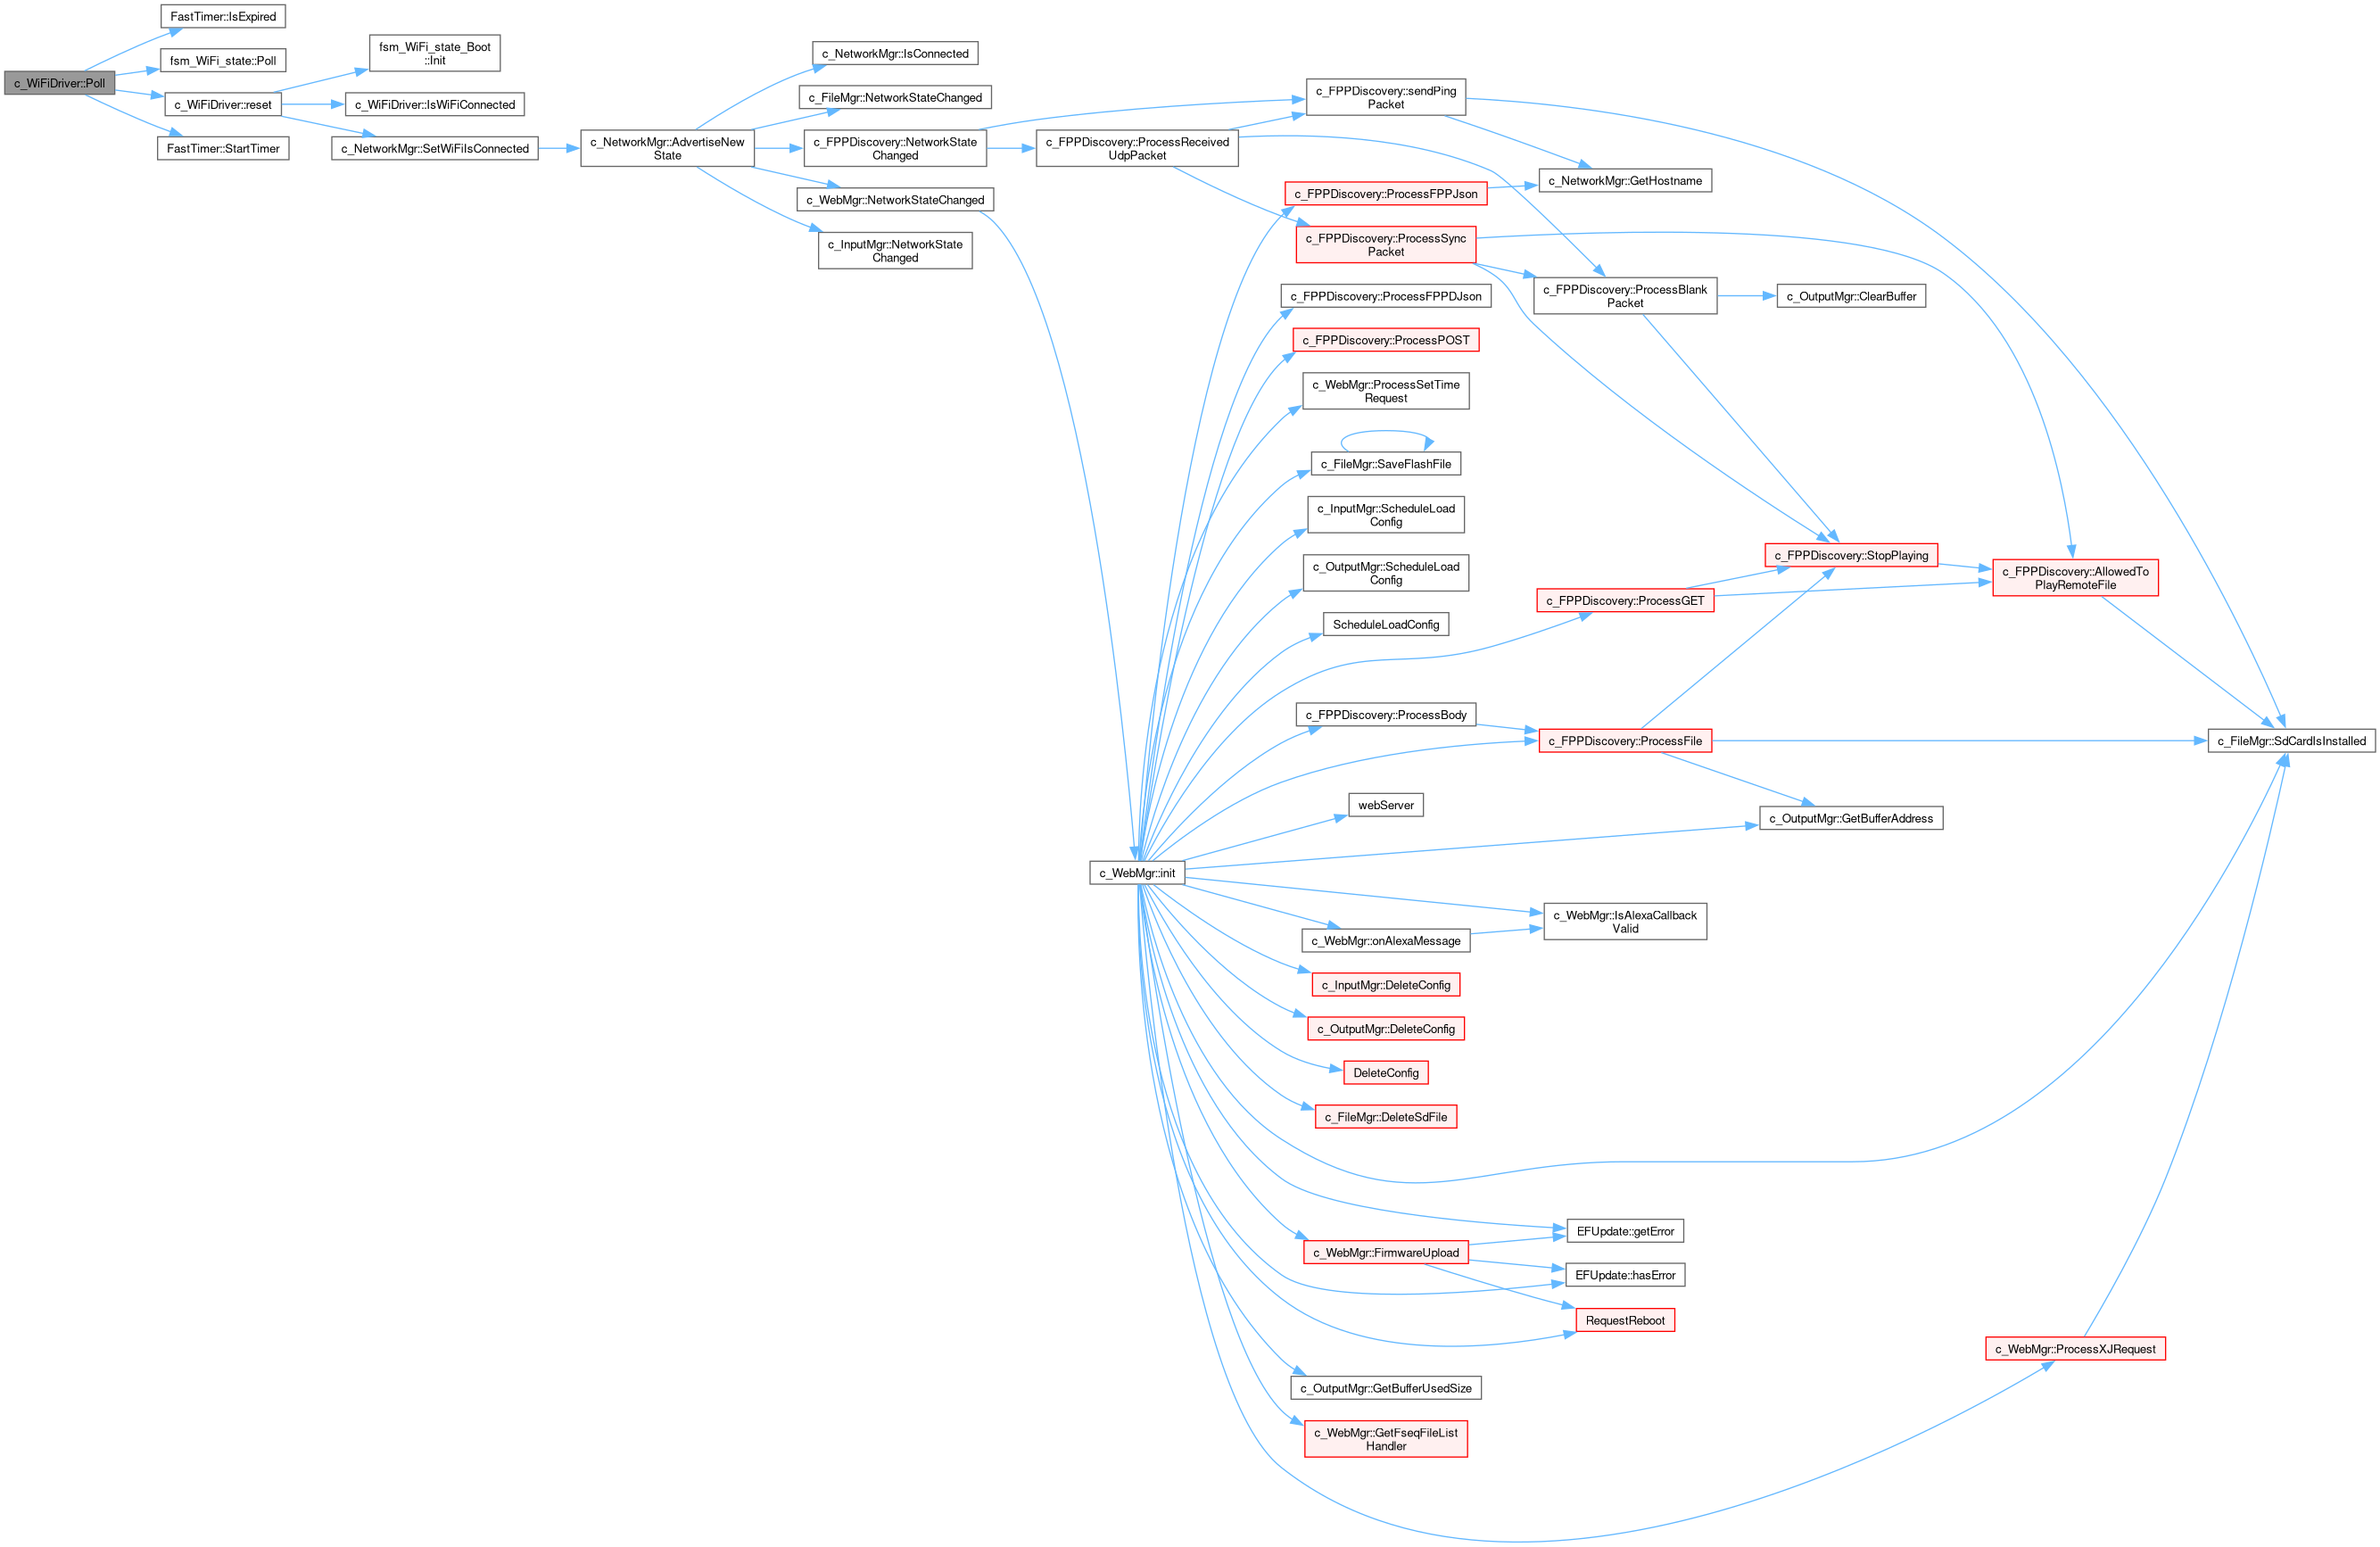 c_WiFiDriver::Poll
FastTimer::IsExpired
fsm_WiFi_state::Poll
c_WiFiDriver::reset
FastTimer::StartTimer
fsm_WiFi_state_Boot
::Init
c_WiFiDriver::IsWiFiConnected
c_NetworkMgr::SetWiFiIsConnected
c_NetworkMgr::AdvertiseNew
State
c_NetworkMgr::IsConnected
c_FileMgr::NetworkStateChanged
c_FPPDiscovery::NetworkState
Changed
c_WebMgr::NetworkStateChanged
c_InputMgr::NetworkState
Changed
c_FPPDiscovery::ProcessReceived
UdpPacket
c_WebMgr::init
c_FPPDiscovery::sendPing
Packet
c_FPPDiscovery::ProcessFPPJson
c_FPPDiscovery::ProcessSync
Packet
c_FPPDiscovery::ProcessFPPDJson
c_FPPDiscovery::ProcessPOST
c_WebMgr::ProcessSetTime
Request
c_FileMgr::SaveFlashFile
c_InputMgr::ScheduleLoad
Config
c_OutputMgr::ScheduleLoad
Config
ScheduleLoadConfig
c_FPPDiscovery::ProcessBody
webServer
c_WebMgr::onAlexaMessage
c_InputMgr::DeleteConfig
c_OutputMgr::DeleteConfig
DeleteConfig
c_FileMgr::DeleteSdFile
c_WebMgr::FirmwareUpload
c_OutputMgr::GetBufferUsedSize
c_WebMgr::GetFseqFileList
Handler
c_NetworkMgr::GetHostname
c_FPPDiscovery::ProcessBlank
Packet
c_FPPDiscovery::ProcessGET
c_FPPDiscovery::ProcessFile
c_WebMgr::IsAlexaCallback
Valid
EFUpdate::getError
EFUpdate::hasError
RequestReboot
c_OutputMgr::ClearBuffer
c_FPPDiscovery::StopPlaying
c_OutputMgr::GetBufferAddress
c_FPPDiscovery::AllowedTo
PlayRemoteFile
c_WebMgr::ProcessXJRequest
c_FileMgr::SdCardIsInstalled